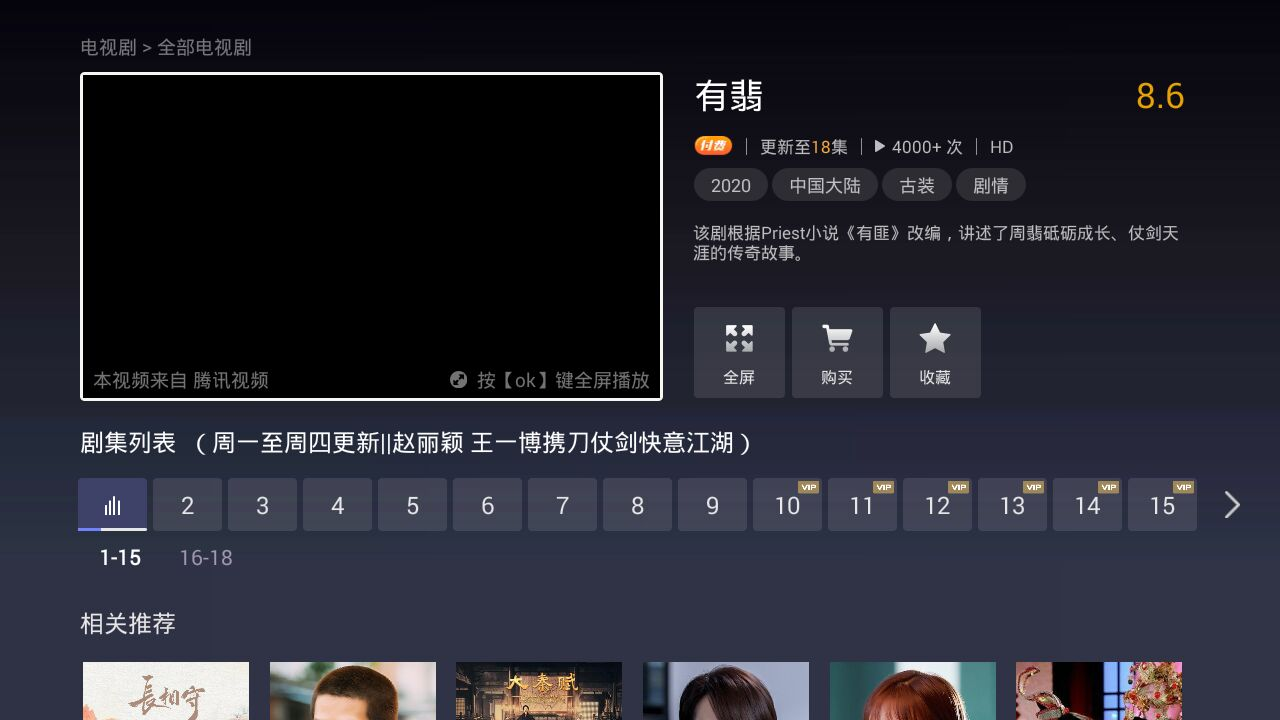 电视剧 > 全部电视剧
有翡
8.6
付费 更新至18集 4000+ 次 HD
2020 中国大陆 古装 剧情
该剧根据Priest小说《有匪》改编，讲述了周翡砥砺成长、仗剑天
涯的传奇故事。
全屏 购买 收藏
本视频来自 腾讯视频 按【ok】键全屏播放
剧集列表 （周一至周四更新||赵丽颖 王一博携刀仗剑快意江湖）
2 3 4 5 6 7 8 9 10 VIP 11 VIP 12 VIP 13 VIP 14 VIP 15 VIP
1-15 16-18
相关推荐
長相守
大秦赋